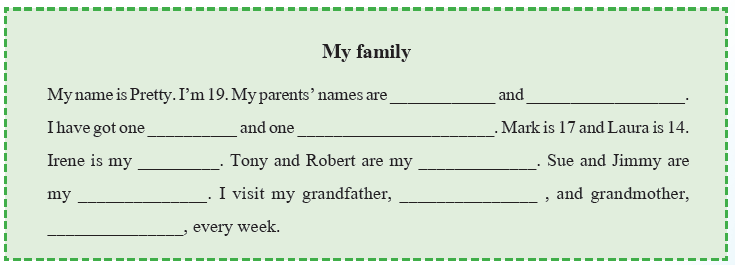 My family
My name is Pretty. I’m 19. My parents’ names are ____________ and __________________.
I have got one __________ and one ______________________. Mark is 17 and Laura is 14.
Irene is my _________. Tony and Robert are my _____________. Sue and Jimmy are
my ______________. I visit my grandfather, _______________ , and grandmother,
_______________, every week.